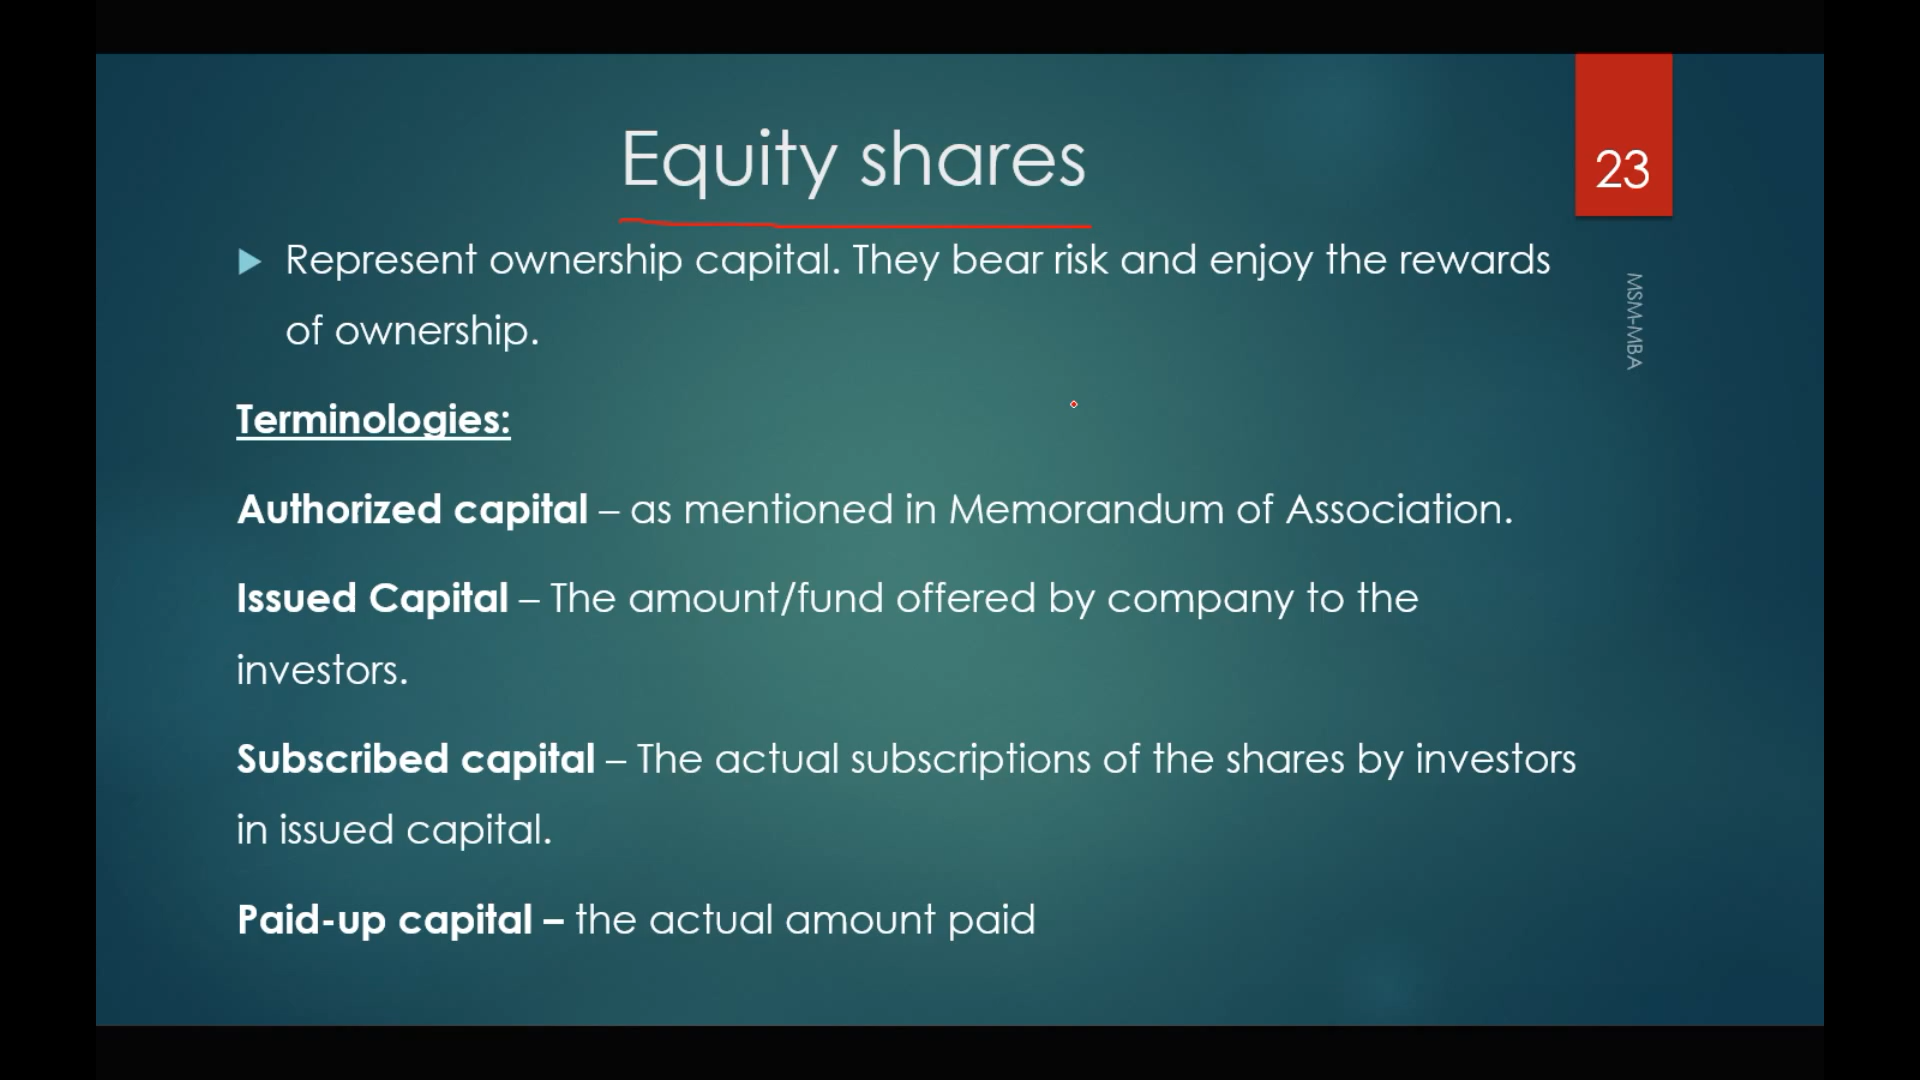 Equity shares
23
Represent ownership capital. They bear risk and enjoy the rewards
of ownership.
MSM-MBA
Terminologies:
Authorized capital – as mentioned in Memorandum of Association.
Issued Capital – The amount/fund offered by company to the
investors.
Subscribed capital – The actual subscriptions of the shares by investors
in issued capital.
Paid-up capital – the actual amount paid